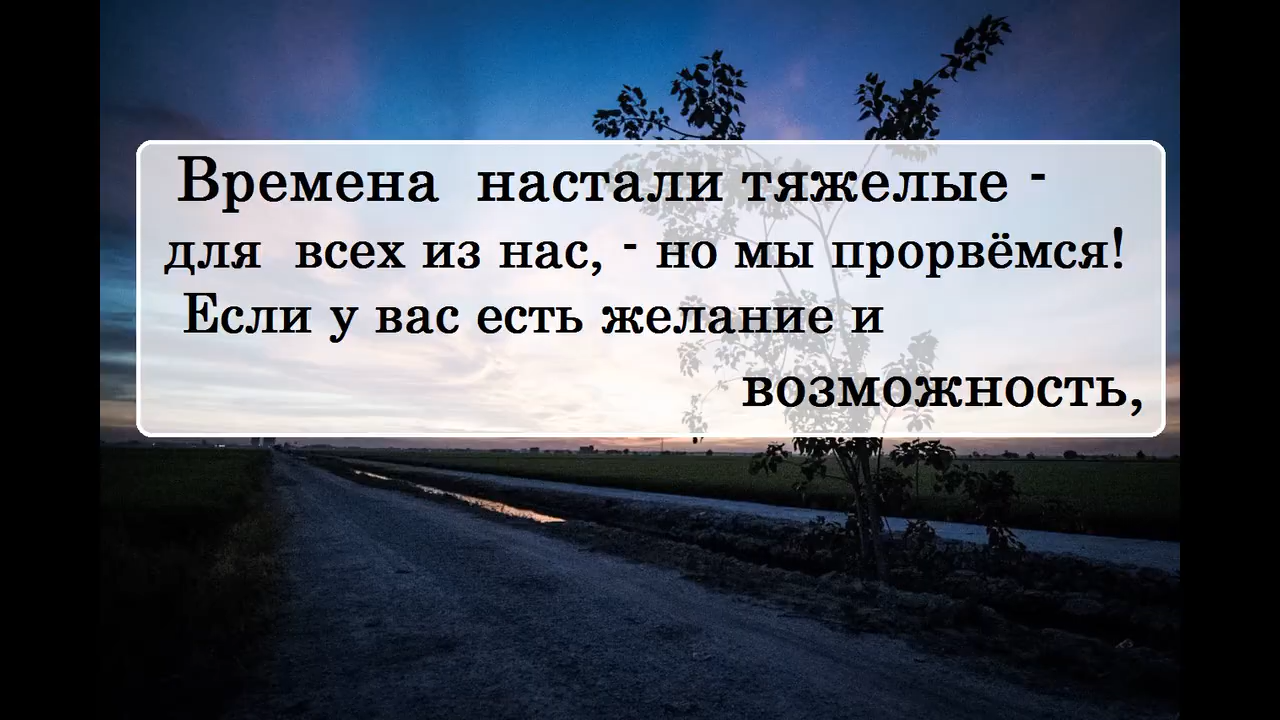 Времена настали тяжелые -
для всех из нас, - но мы прорвёмся!
Если у вас есть желание и
возможность,